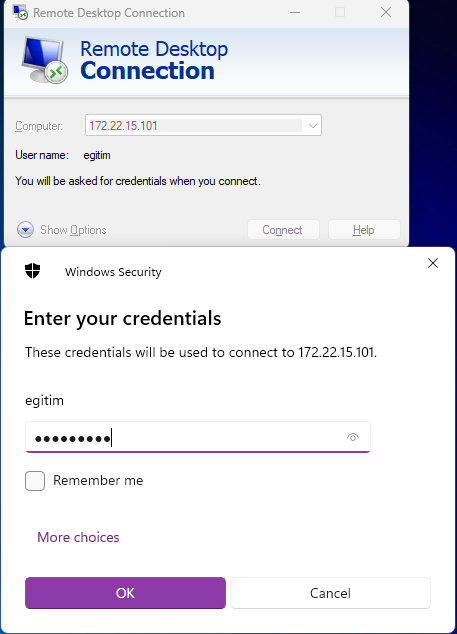 Remote Desktop Connection
Remote Desktop
Connection
Computer: 172.22.15.101
User name: egitim
You will be asked for credentials when you connect.
Show Options Connect Help
Windows Security
Enter your credentials
These credentials will be used to connect to 172.22.15.101.
egitim
●●●●●●●●●
Remember me
More choices
OK Cancel